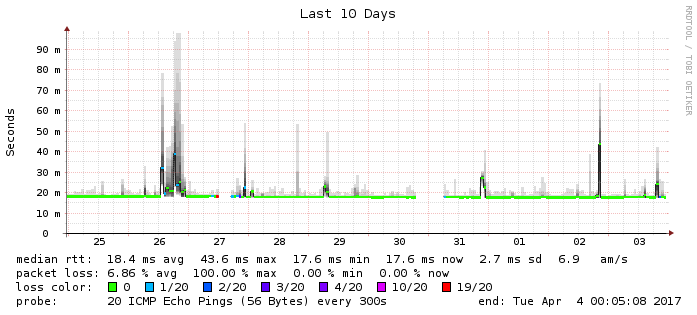 Last 10 Days
RRDTOOL / TOBI OETIKER
Seconds
90 m
80 m
70 m
60 m
50 m
40 m
30 m
20 m
10 m
0
25 26 27 28 29 30 31 01 02 03
median rtt: 18.4 ms avg 43.6 ms max 17.6 ms min 17.6 ms now 2.7 ms sd 6.9 am/s
packet loss: 6.86 % avg 100.00 % max 0.00 % min 0.00 % now
loss color: 0 1/20 2/20 3/20 4/20 10/20 19/20
probe: 20 ICMP Echo Pings (56 Bytes) every 300s end: Tue Apr 4 00:05:08 2017